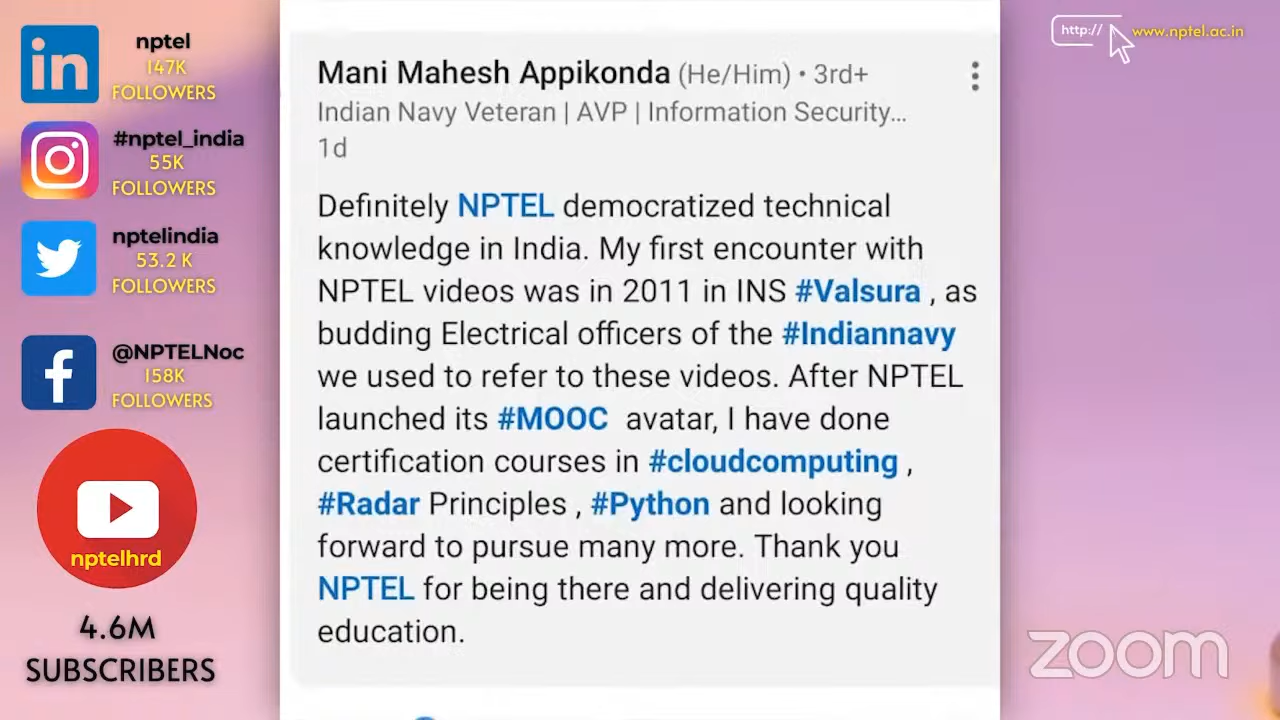 nptel
147K
FOLLOWERS
#nptel_india
55K
FOLLOWERS
nptelindia
53.2 K
FOLLOWERS
@NPTELNoc
158K
FOLLOWERS
nptelhrd
4.6M
SUBSCRIBERS
Mani Mahesh Appikonda (He/Him) • 3rd+
Indian Navy Veteran | AVP | Information Security...
1d
Definitely NPTEL democratized technical
knowledge in India. My first encounter with
NPTEL videos was in 2011 in INS #Valsura , as
budding Electrical officers of the #Indiannavy
we used to refer to these videos. After NPTEL
launched its #MOOC avatar, I have done
certification courses in #cloudcomputing ,
#Radar Principles , #Python and looking
forward to pursue many more. Thank you
NPTEL for being there and delivering quality
education.
http:// www.nptel.ac.in
zoom